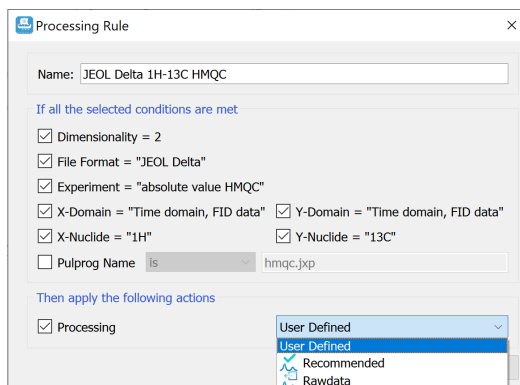 Processing Rule
Name: JEOL Delta 1H-13C HMQC
If all the selected conditions are met
Dimensionality = 2
File Format = "JEOL Delta"
Experiment = "absolute value HMQC"
X-Domain = "Time domain, FID data" Y-Domain = "Time domain, FID data"
X-Nuclide = "1H" Y-Nuclide = "13C"
Pulprog Name is hmqc.jxp
Then apply the following actions
Processing User Defined
User Defined
Recommended
Rawdata